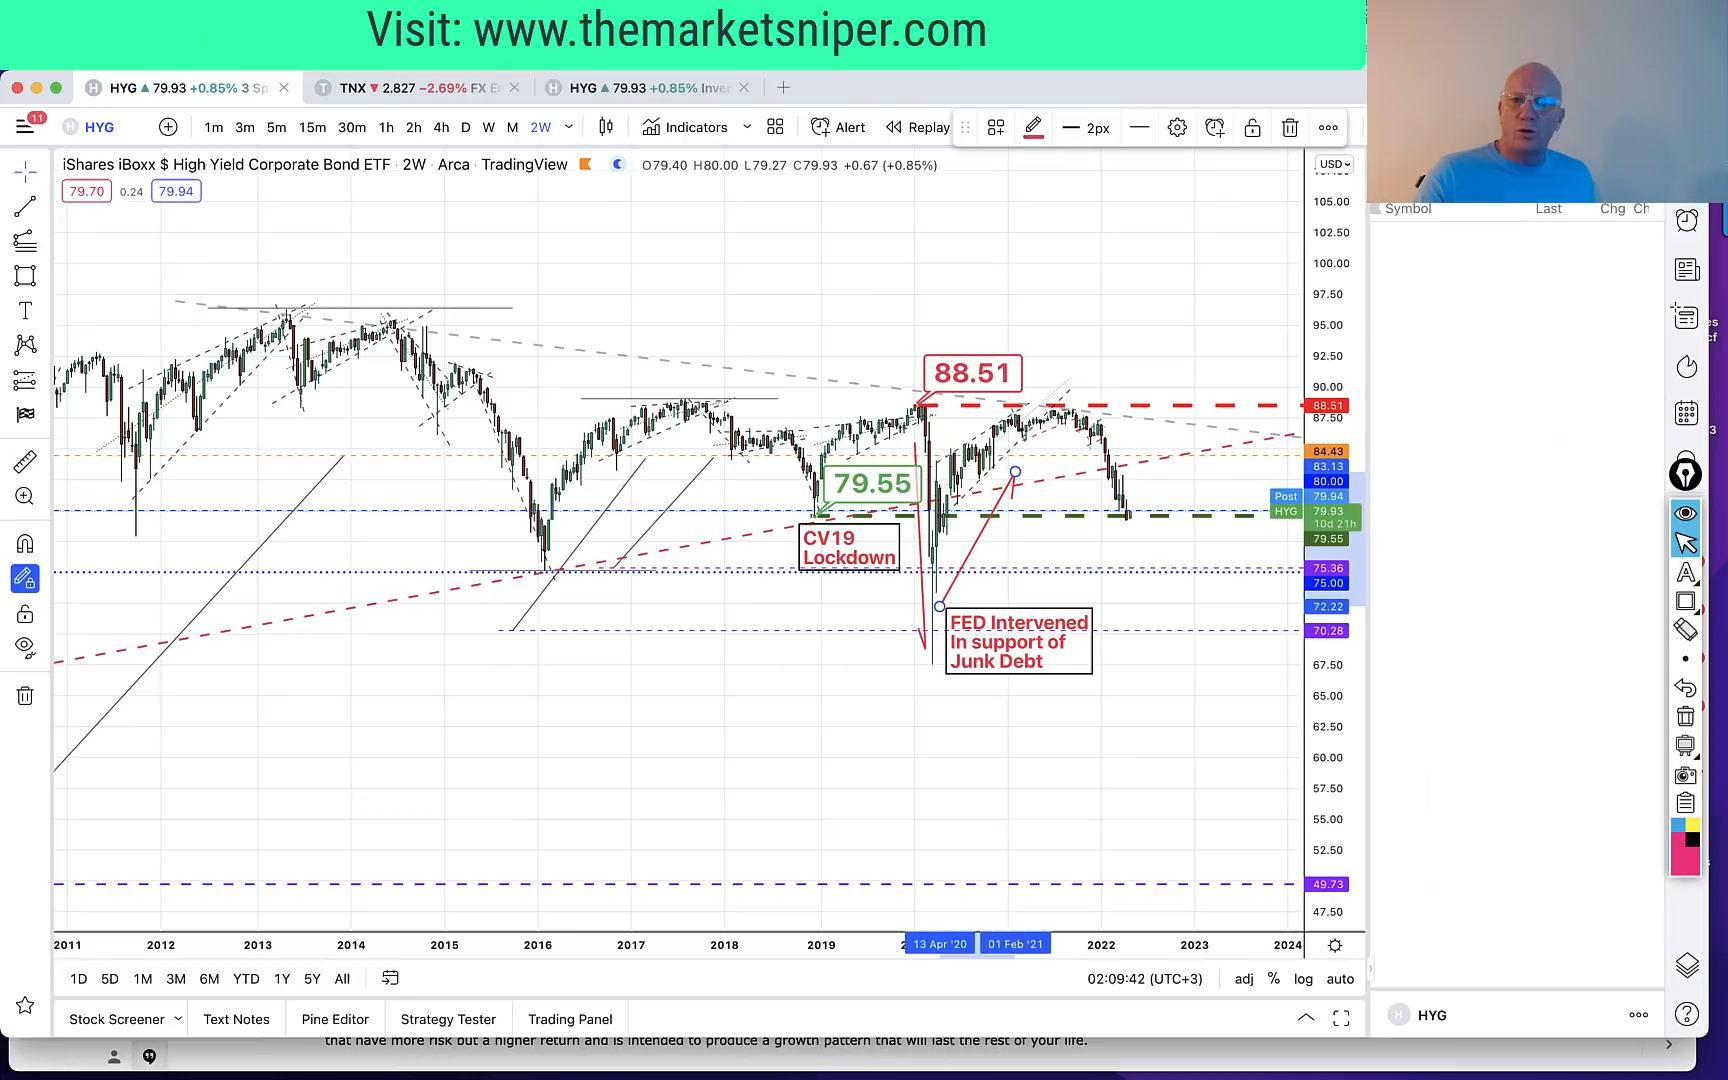 Visit: www.themarketsniper.com
HYG ▲ 79.93 +0.85% 3 Sp
TNX ▼ 2.827 −2.69% FX E
HYG ▲ 79.93 +0.85% Inve
11
HYG
1m 3m 5m 15m 30m 1h 2h 4h D W M 2W
Indicators
Alert
Replay
2px
iShares iBoxx $ High Yield Corporate Bond ETF · 2W · Arca · TradingView
O79.40 H80.00 L79.27 C79.93 +0.67 (+0.85%)
79.70 0.24 79.94
USD
Symbol Last Chg Ch
105.00
102.50
100.00
97.50
95.00
92.50
90.00
88.51
87.50
84.43
83.13
80.00
Post 79.94
HYG 79.93
10d 21h
79.55
75.36
75.00
72.22
70.28
67.50
65.00
62.50
60.00
57.50
55.00
52.50
49.73
47.50
88.51
79.55
CV19
Lockdown
FED Intervened
In support of
Junk Debt
2011 2012 2013 2014 2015 2016 2017 2018 2019 2 13 Apr '20 01 Feb '21 2022 2023 2024
1D 5D 1M 3M 6M YTD 1Y 5Y All
02:09:42 (UTC+3)
adj % log auto
Stock Screener Text Notes Pine Editor Strategy Tester Trading Panel
HYG
that have more risk but a higher return and is intended to produce a growth pattern that will last the rest of your life.